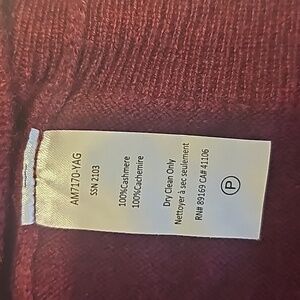 AM7170-YAG
SSN 2103
100%Cashmere
100%Cachemire
Dry Clean Only
Nettoyer à sec seulement
RN# 89169 CA# 41106
P